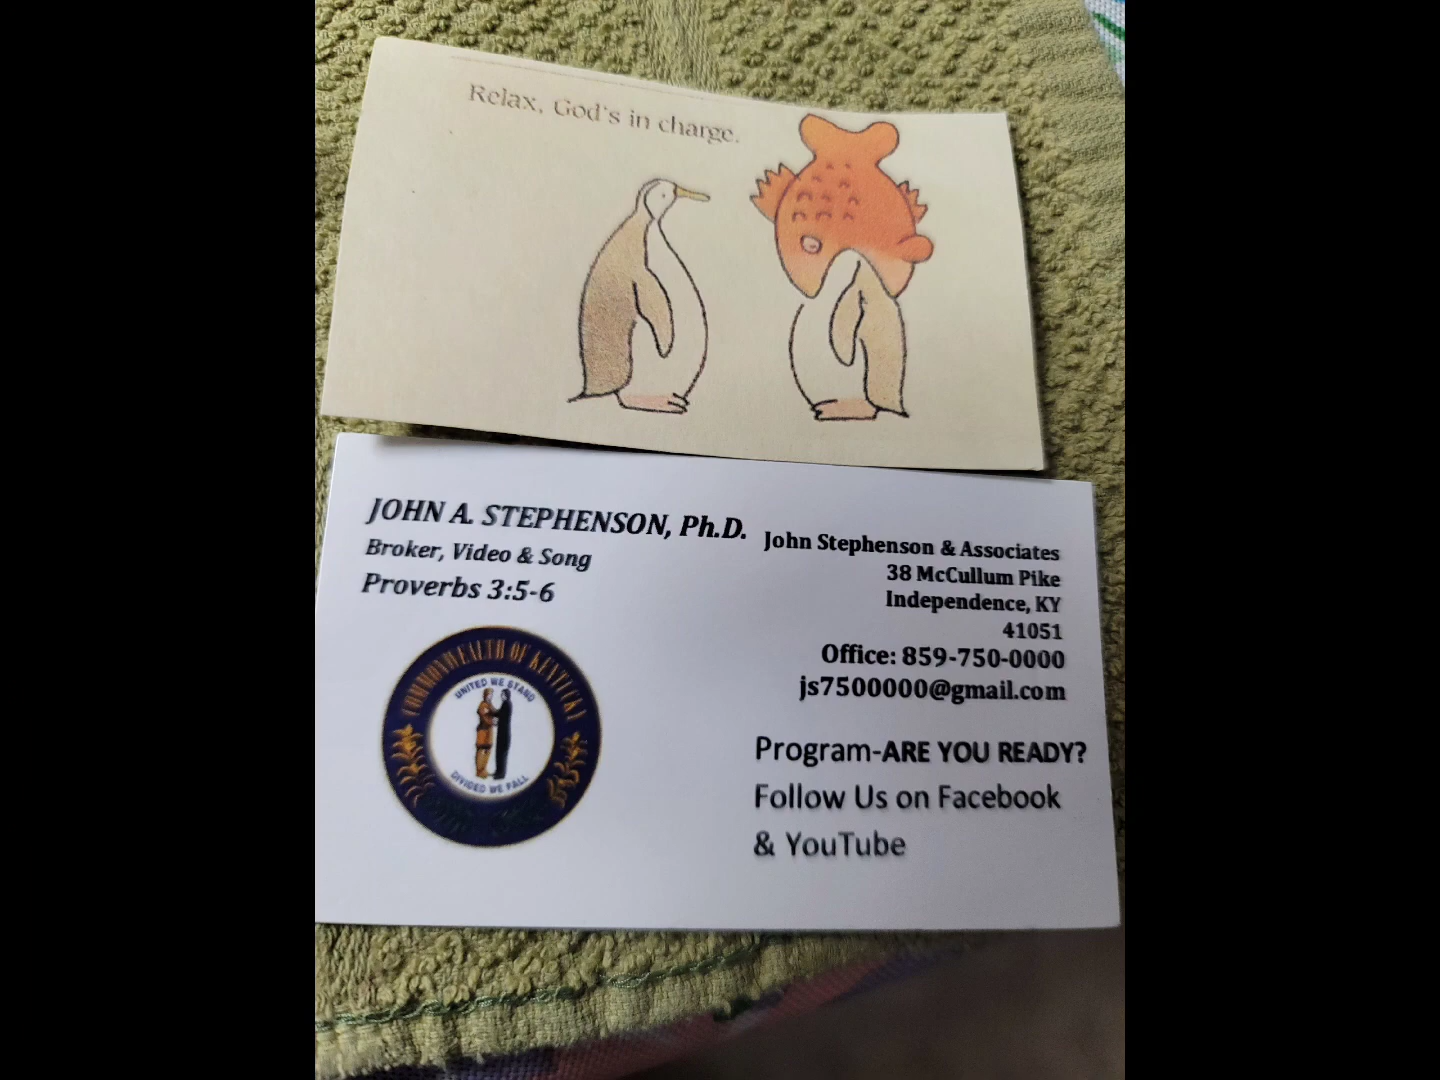 Relax, God's in charge.
JOHN A. STEPHENSON, Ph.D.
Broker, Video & Song
Proverbs 3:5-6
COMMONWEALTH OF KENTUCKY
UNITED WE STAND
DIVIDED WE FALL
John Stephenson & Associates
38 McCullum Pike
Independence, KY
41051
Office: 859-750-0000
js7500000@gmail.com
Program-ARE YOU READY?
Follow Us on Facebook
& YouTube